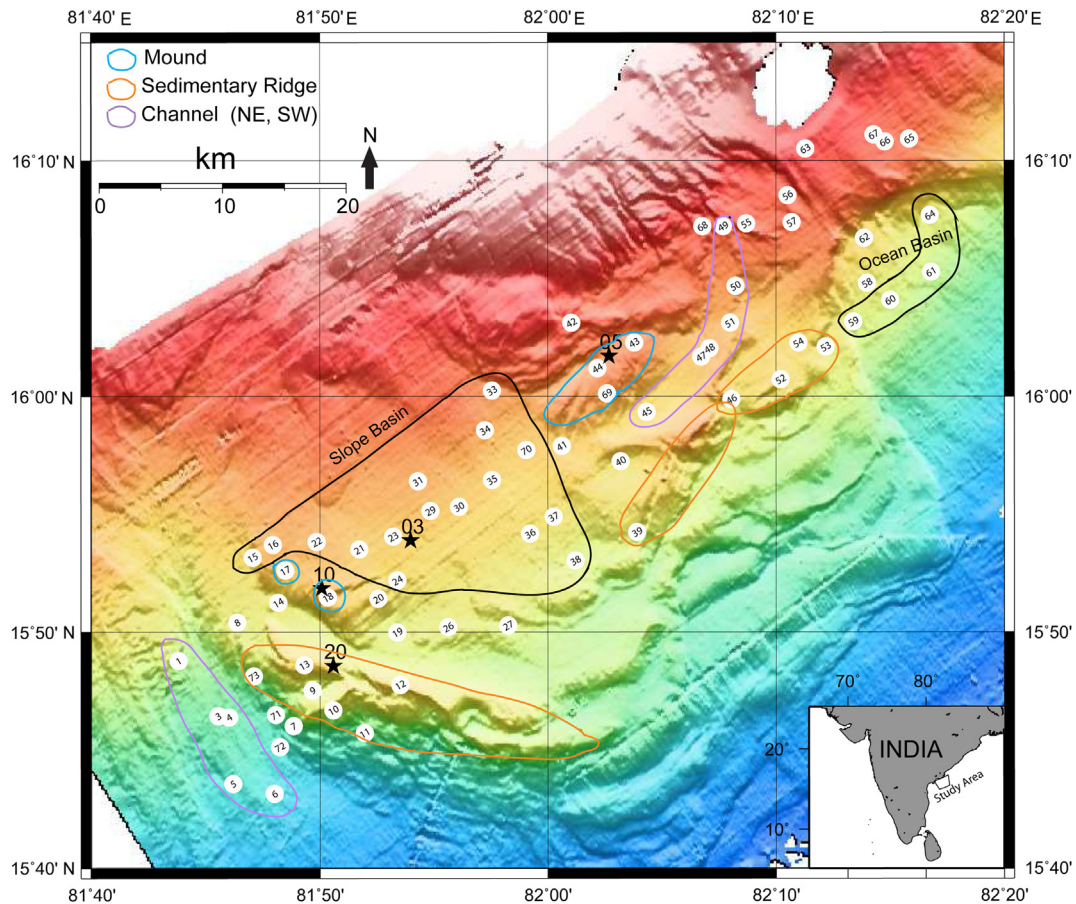 81°40' E
81°50' E
82°00' E
82°10' E
82°20' E
Mound
Sedimentary Ridge
Channel (NE, SW)
N
km
0
10
20
16°10' N
16°10' N
63
67
66
65
56
68
49
55
57
64
62
Ocean Basin
61
58
60
59
50
51
42
43
05
44
47
48
54
53
69
52
16°00' N
16°00' N
33
45
46
Slope Basin
34
70
41
40
31
35
29
30
37
39
03
23
36
22
21
16
15
38
17
10
24
18
20
14
15°50' N
15°50' N
8
19
26
28
1
20
13
73
9
12
10
3
4
71
7
11
72
5
6
70°
80°
20°
INDIA
Study Area
10°
15°40' N
15°40' N
81°40' E
81°50' E
82°00' E
82°10' E
82°20' E